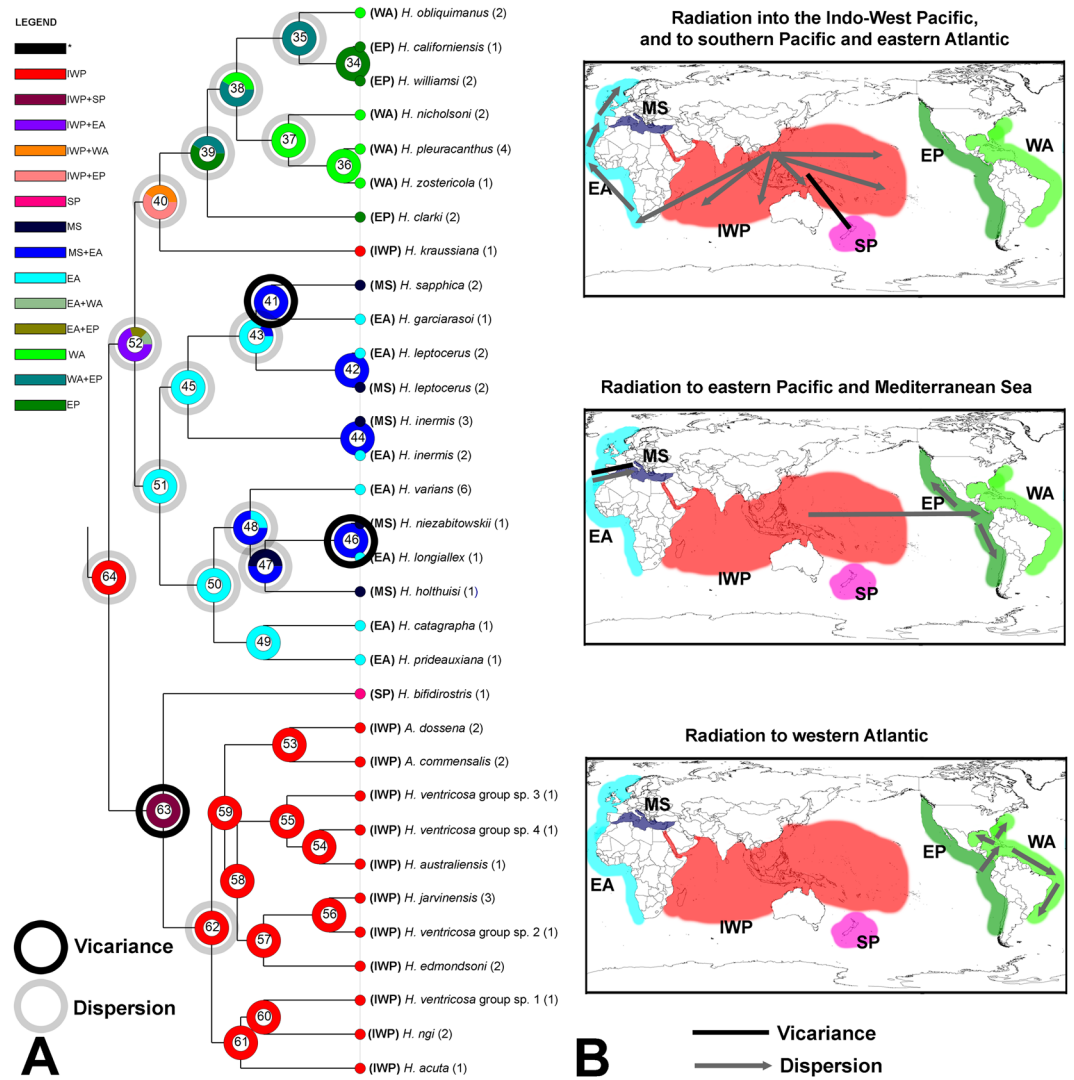 LEGEND
*
IWP
IWP+SP
IWP+EA
IWP+WA
IWP+EP
SP
MS
MS+EA
EA
EA+WA
EA+EP
WA
WA+EP
EP
(WA) H. obliquimanus (2)
35
(EP) H. californiensis (1)
34
(EP) H. williamsi (2)
38
(WA) H. nicholsoni (2)
37
(WA) H. pleuracanthus (4)
39
36
(WA) H. zostericola (1)
40
(EP) H. clarki (2)
(IWP) H. kraussiana (1)
(MS) H. sapphica (2)
41
(EA) H. garciarasoi (1)
43
52
(EA) H. leptocerus (2)
42
45
(MS) H. leptocerus (2)
(MS) H. inermis (3)
44
(EA) H. inermis (2)
51
(EA) H. varians (6)
48
(MS) H. niezabitowskii (1)
46
(EA) H. longiallex (1)
47
64
50
(MS) H. holthuisi (1)
(EA) H. catagrapha (1)
49
(EA) H. prideauxiana (1)
(SP) H. bifidirostris (1)
(IWP) A. dossena (2)
53
(IWP) A. commensalis (2)
(IWP) H. ventricosa group sp. 3 (1)
63
59
55
(IWP) H. ventricosa group sp. 4 (1)
54
(IWP) H. australiensis (1)
58
(IWP) H. jarvinensis (3)
56
62
(IWP) H. ventricosa group sp. 2 (1)
57
(IWP) H. edmondsoni (2)
(IWP) H. ventricosa group sp. 1 (1)
60
(IWP) H. ngi (2)
61
(IWP) H. acuta (1)
Vicariance
Dispersion
A
Radiation into the Indo-West Pacific,
and to southern Pacific and eastern Atlantic
MS
EP
WA
EA
IWP
SP
Radiation to eastern Pacific and Mediterranean Sea
MS
EP
WA
EA
IWP
SP
Radiation to western Atlantic
MS
EP
WA
EA
IWP
SP
B
Vicariance
Dispersion